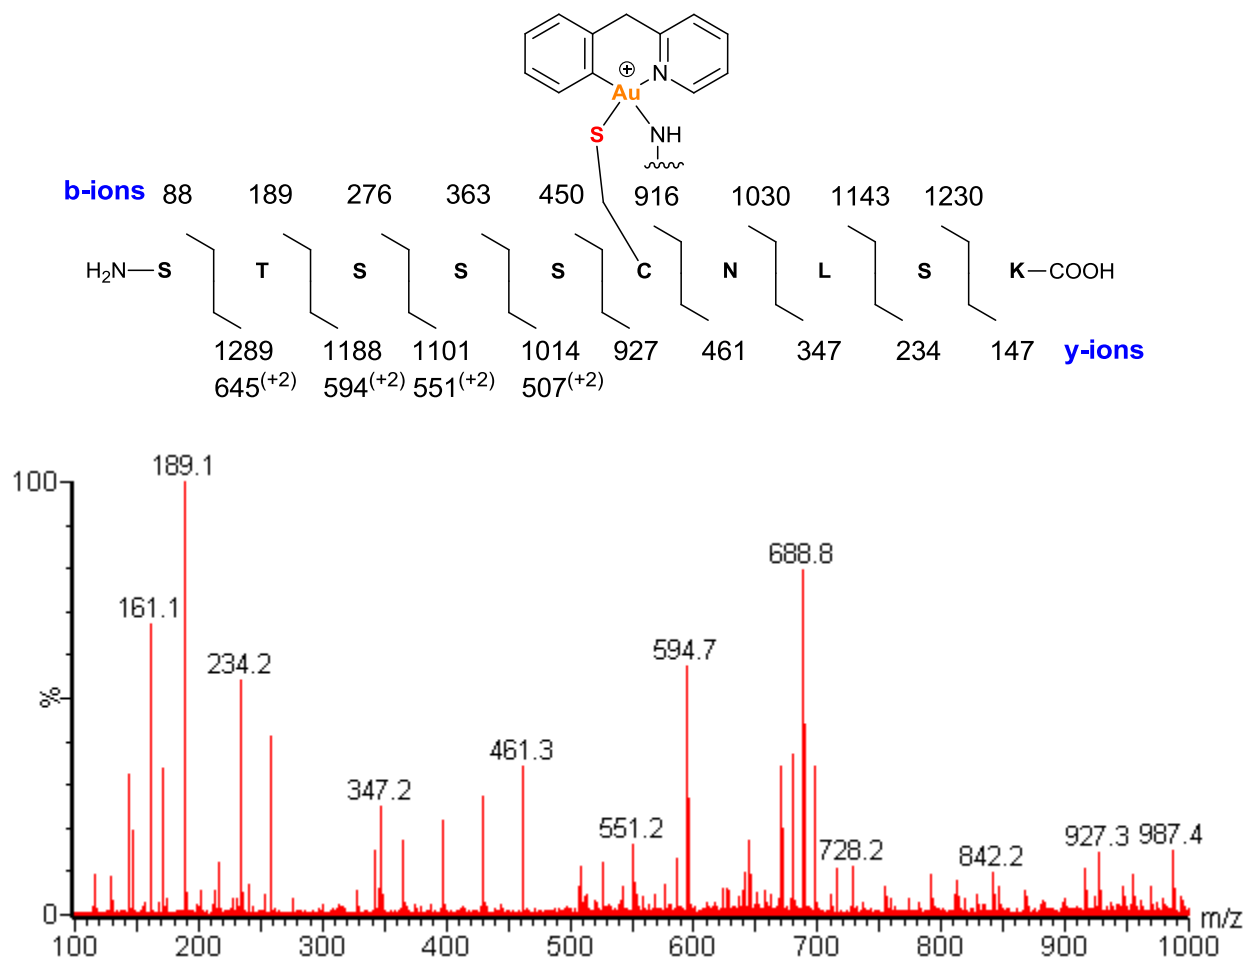 ⊕
N
Au
S
NH
b-ions 88 189 276 363 450 916 1030 1143 1230
H₂N—S T S S S C N L S K—COOH
1289 1188 1101 1014 927 461 347 234 147 y-ions
645(+2) 594(+2) 551(+2) 507(+2)
189.1
100
688.8
161.1
594.7
234.2
%
461.3
347.2
551.2
728.2 842.2 927.3 987.4
0
m/z
100 200 300 400 500 600 700 800 900 1000